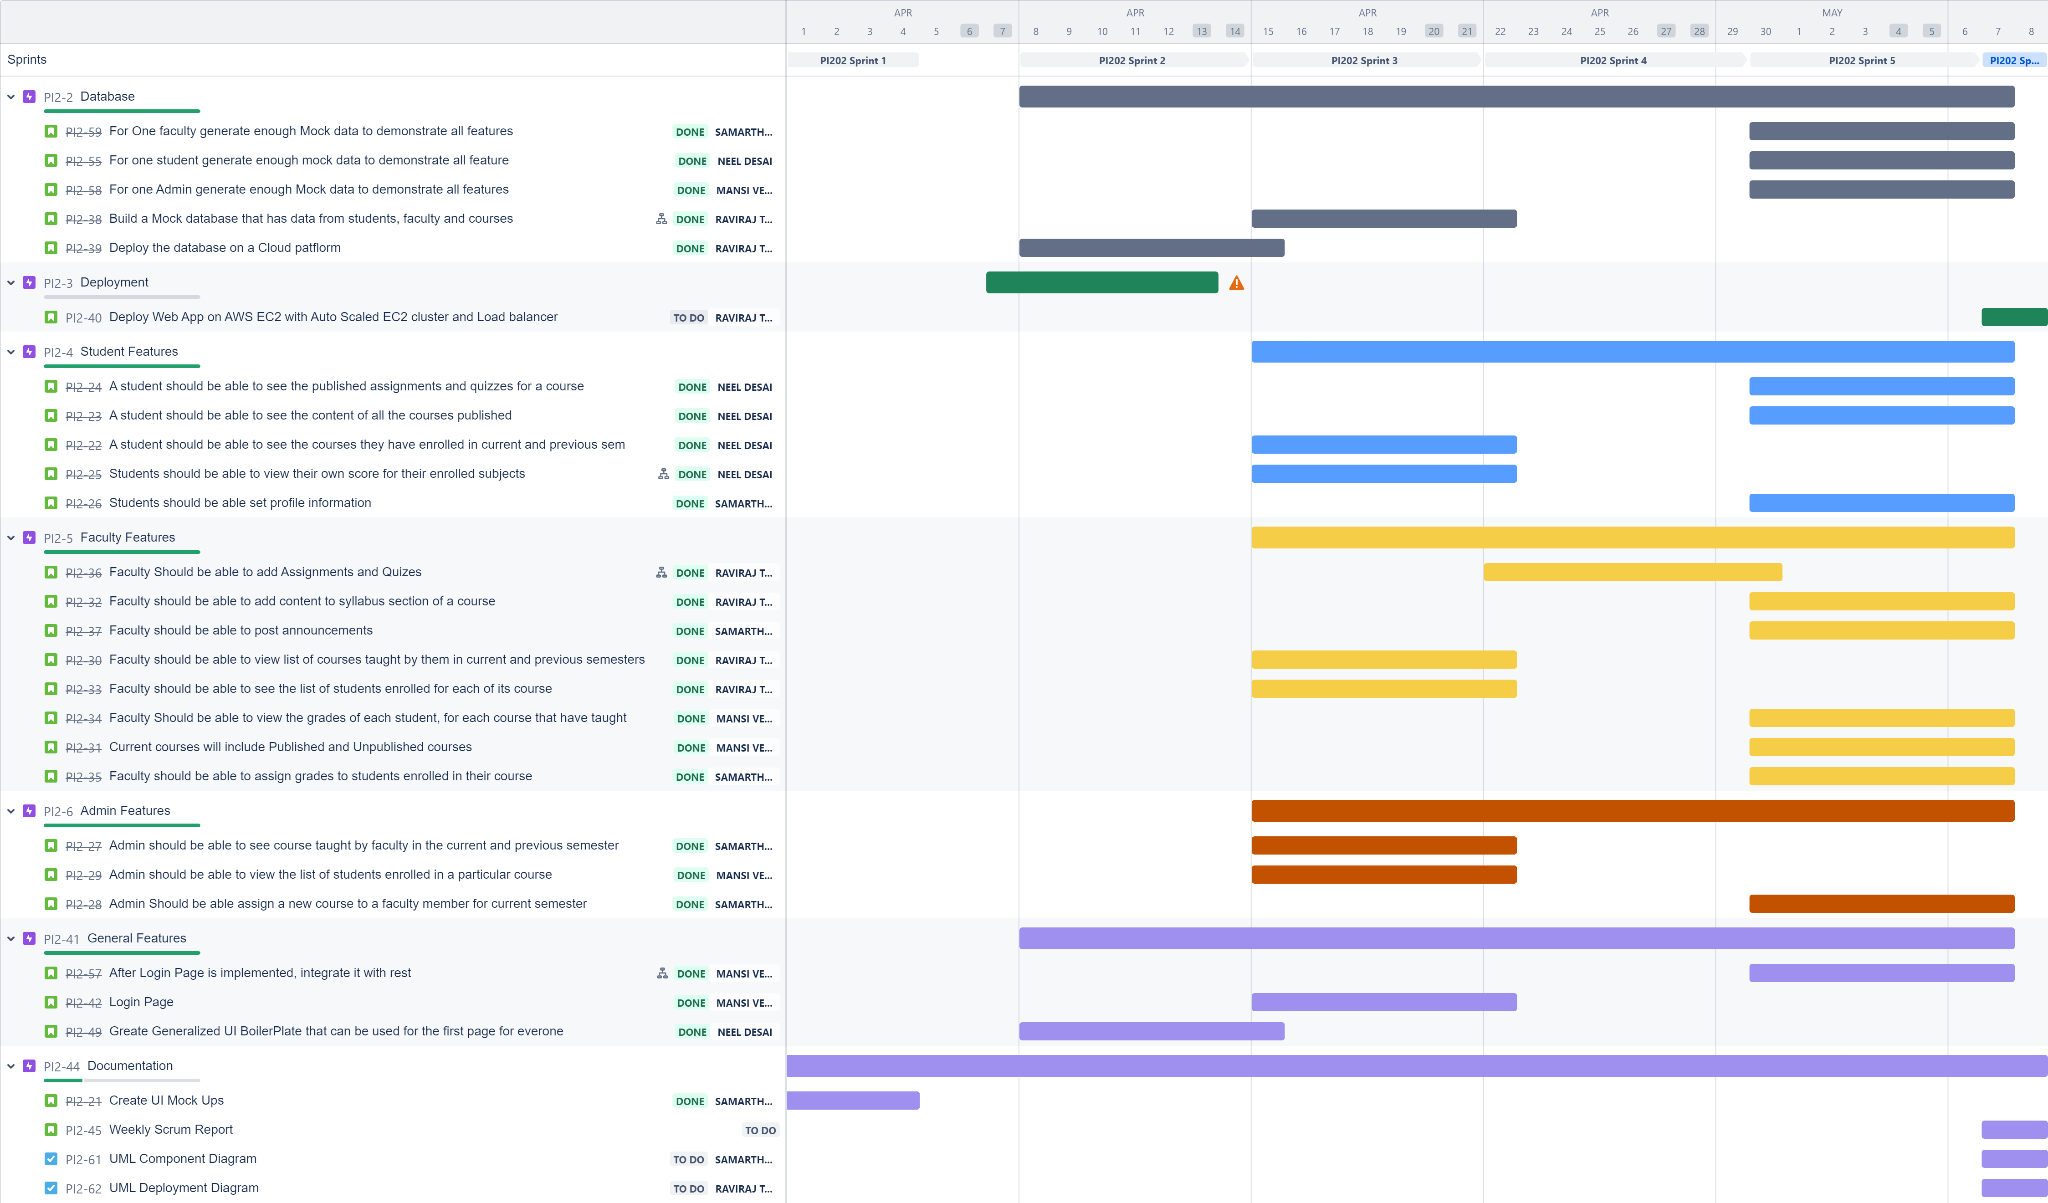 APR APR APR APR MAY
1 2 3 4 5 6 7 8 9 10 11 12 13 14 15 16 17 18 19 20 21 22 23 24 25 26 27 28 29 30 1 2 3 4 5 6 7 8
Sprints PI202 Sprint 1 PI202 Sprint 2 PI202 Sprint 3 PI202 Sprint 4 PI202 Sprint 5 PI202 Sp...
PI2-2 Database
PI2-59 For One faculty generate enough Mock data to demonstrate all features DONE SAMARTH...
PI2-55 For one student generate enough mock data to demonstrate all feature DONE NEEL DESAI
PI2-58 For one Admin generate enough Mock data to demonstrate all features DONE MANSI VE...
PI2-38 Build a Mock database that has data from students, faculty and courses DONE RAVIRAJ T...
PI2-39 Deploy the database on a Cloud patflorm DONE RAVIRAJ T...
PI2-3 Deployment
PI2-40 Deploy Web App on AWS EC2 with Auto Scaled EC2 cluster and Load balancer TO DO RAVIRAJ T...
PI2-4 Student Features
PI2-24 A student should be able to see the published assignments and quizzes for a course DONE NEEL DESAI
PI2-23 A student should be able to see the content of all the courses published DONE NEEL DESAI
PI2-22 A student should be able to see the courses they have enrolled in current and previous sem DONE NEEL DESAI
PI2-25 Students should be able to view their own score for their enrolled subjects DONE NEEL DESAI
PI2-26 Students should be able set profile information DONE SAMARTH...
PI2-5 Faculty Features
PI2-36 Faculty Should be able to add Assignments and Quizes DONE RAVIRAJ T...
PI2-32 Faculty should be able to add content to syllabus section of a course DONE RAVIRAJ T...
PI2-37 Faculty should be able to post announcements DONE SAMARTH...
PI2-30 Faculty should be able to view list of courses taught by them in current and previous semesters DONE RAVIRAJ T...
PI2-33 Faculty should be able to see the list of students enrolled for each of its course DONE RAVIRAJ T...
PI2-34 Faculty Should be able to view the grades of each student, for each course that have taught DONE MANSI VE...
PI2-31 Current courses will include Published and Unpublished courses DONE MANSI VE...
PI2-35 Faculty should be able to assign grades to students enrolled in their course DONE SAMARTH...
PI2-6 Admin Features
PI2-27 Admin should be able to see course taught by faculty in the current and previous semester DONE SAMARTH...
PI2-29 Admin should be able to view the list of students enrolled in a particular course DONE MANSI VE...
PI2-28 Admin Should be able assign a new course to a faculty member for current semester DONE SAMARTH...
PI2-41 General Features
PI2-57 After Login Page is implemented, integrate it with rest DONE MANSI VE...
PI2-42 Login Page DONE MANSI VE...
PI2-49 Greate Generalized UI BoilerPlate that can be used for the first page for everone DONE NEEL DESAI
PI2-44 Documentation
PI2-21 Create UI Mock Ups DONE SAMARTH...
PI2-45 Weekly Scrum Report TO DO
PI2-61 UML Component Diagram TO DO SAMARTH...
PI2-62 UML Deployment Diagram TO DO RAVIRAJ T...